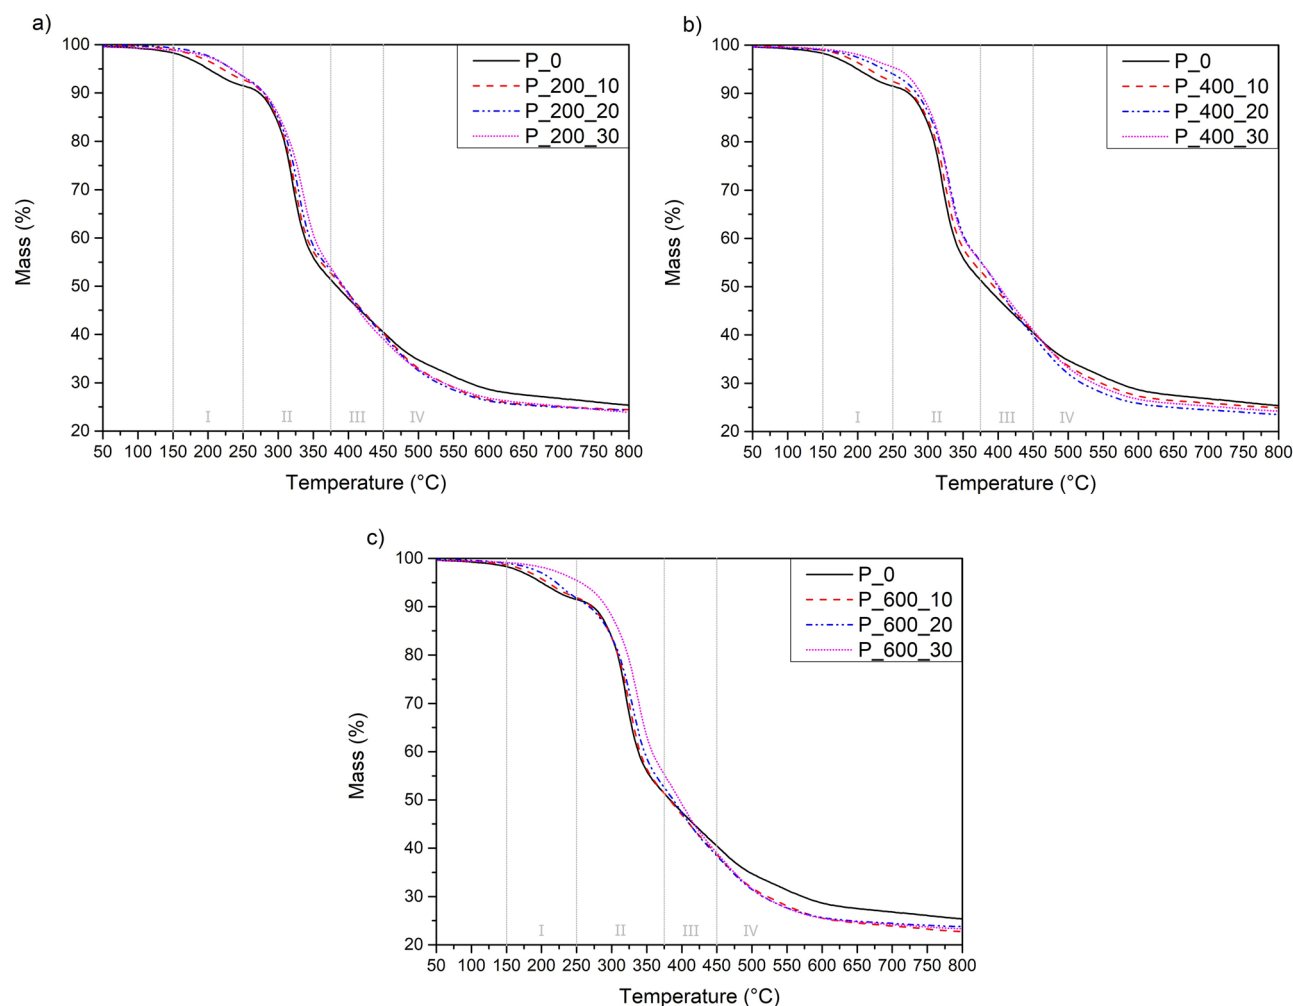 a)
100
90
80
70
60
50
40
30
20
Mass (%)
P_0
P_200_10
P_200_20
P_200_30
I II III IV
50 100 150 200 250 300 350 400 450 500 550 600 650 700 750 800
Temperature (°C)
b)
100
90
80
70
60
50
40
30
20
Mass (%)
P_0
P_400_10
P_400_20
P_400_30
I II III IV
50 100 150 200 250 300 350 400 450 500 550 600 650 700 750 800
Temperature (°C)
c)
100
90
80
70
60
50
40
30
20
Mass (%)
P_0
P_600_10
P_600_20
P_600_30
I II III IV
50 100 150 200 250 300 350 400 450 500 550 600 650 700 750 800
Temperature (°C)